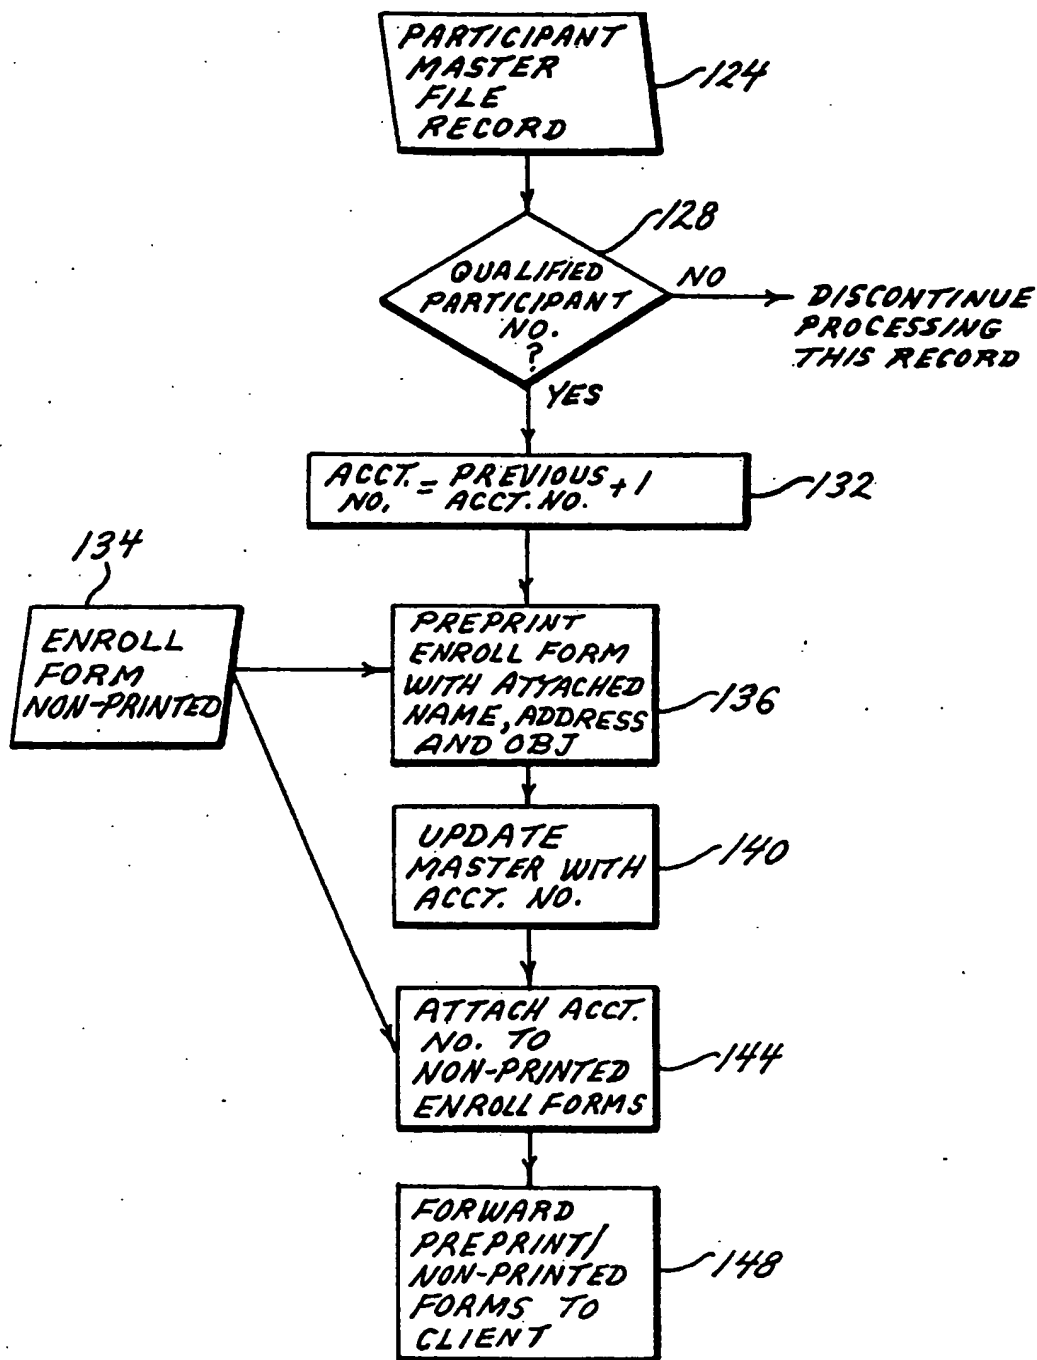 PARTICIPANT
MASTER
FILE
RECORD
124
128
QUALIFIED
PARTICIPANT
NO.
?
NO
DISCONTINUE
PROCESSING
THIS RECORD
YES
ACCT. NO. = PREVIOUS ACCT. NO. + 1
132
134
ENROLL
FORM
NON-PRINTED
PREPRINT
ENROLL FORM
WITH ATTACHED
NAME, ADDRESS
AND OBJ
136
UPDATE
MASTER WITH
ACCT. NO.
140
ATTACH ACCT.
NO. TO
NON-PRINTED
ENROLL FORMS
144
FORWARD
PREPRINT/
NON-PRINTED
FORMS TO
CLIENT
148